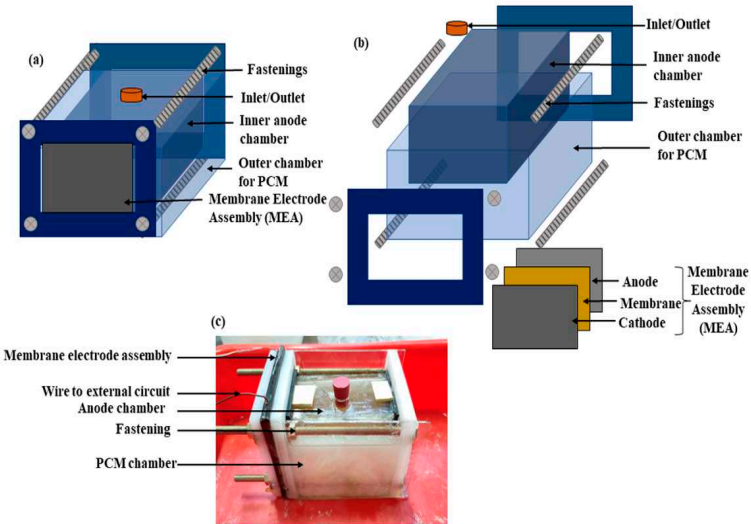 (a)
Fastenings
Inlet/Outlet
Inner anode
chamber
Outer chamber
for PCM
Membrane Electrode
Assembly (MEA)
(b)
Inlet/Outlet
Inner anode
chamber
Fastenings
Outer chamber
for PCM
Anode
Membrane
Cathode
Membrane
Electrode
Assembly
(MEA)
(c)
Membrane electrode assembly
Wire to external circuit
Anode chamber
Fastening
PCM chamber